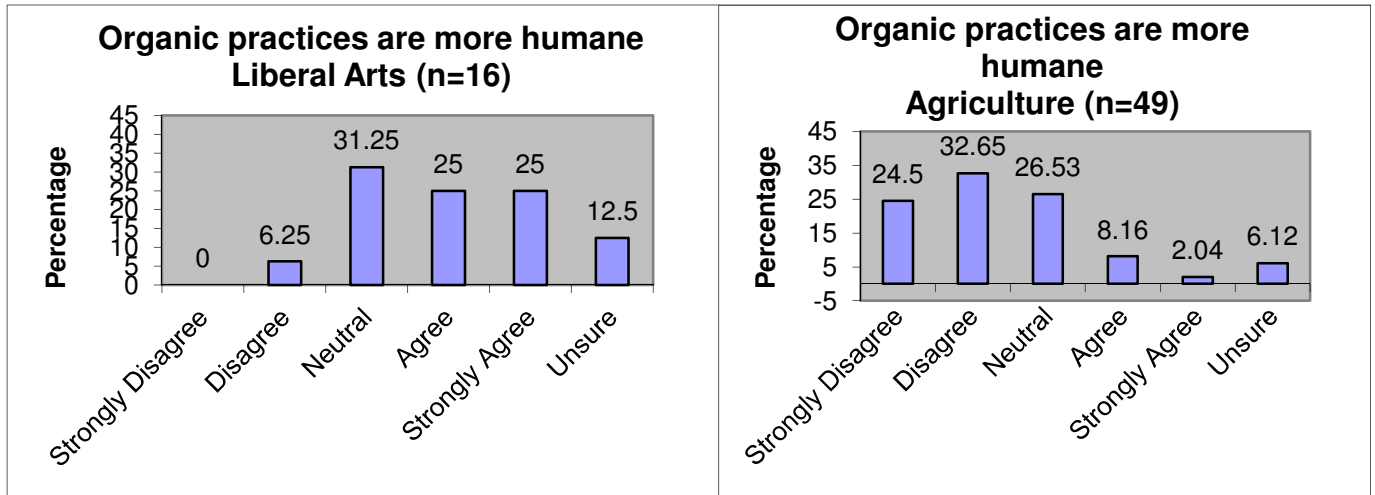 Organic practices are more humane
Liberal Arts (n=16)
Percentage
45
40
35
30
25
20
15
10
5
0
0
6.25
31.25
25
25
12.5
Strongly Disagree
Disagree
Neutral
Agree
Strongly Agree
Unsure
Organic practices are more
humane
Agriculture (n=49)
Percentage
45
35
25
15
5
-5
24.5
32.65
26.53
8.16
2.04
6.12
Strongly Disagree
Disagree
Neutral
Agree
Strongly Agree
Unsure